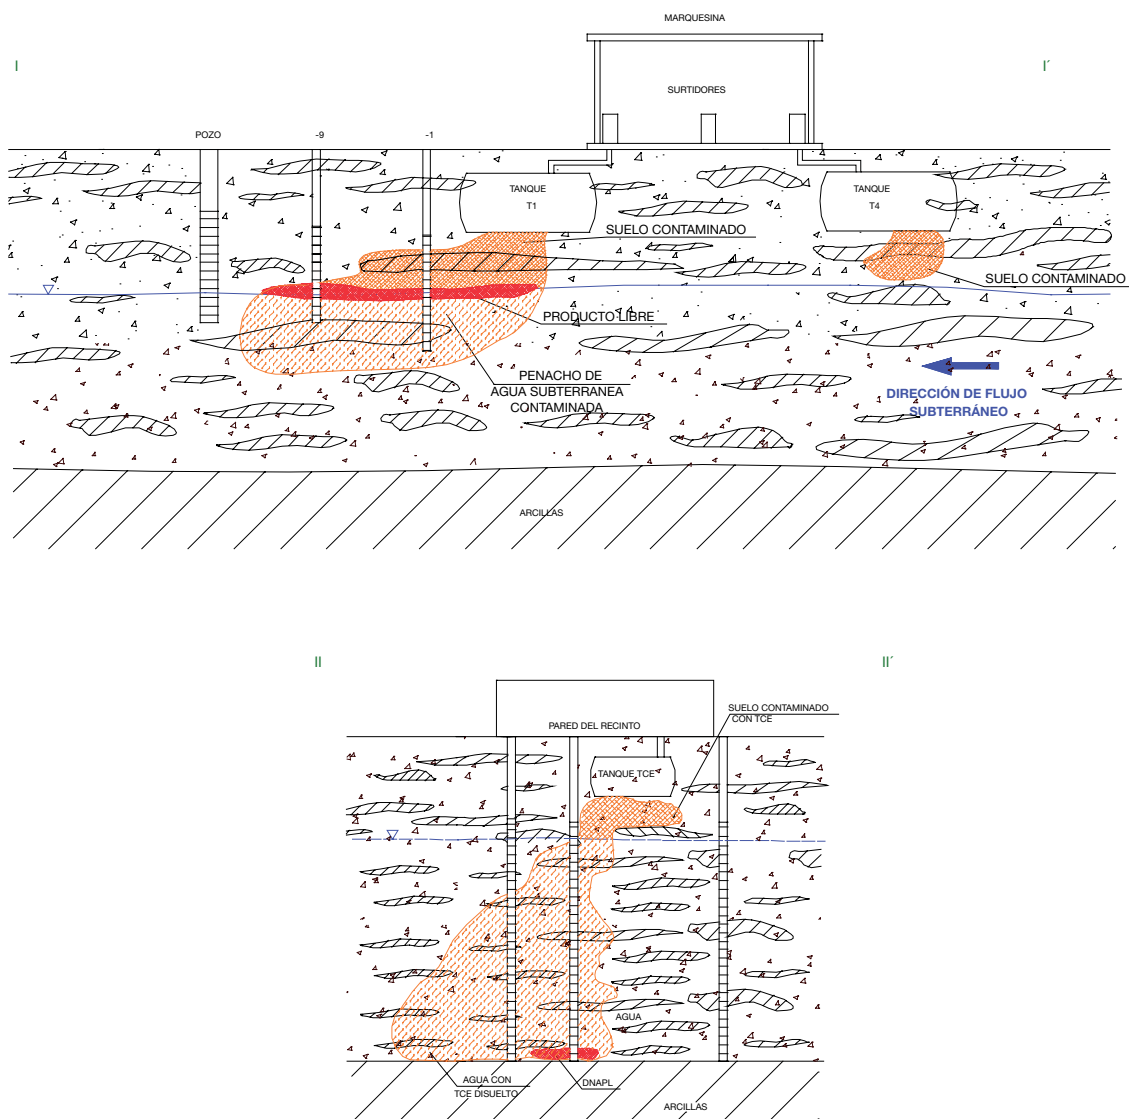 MARQUESINA
I
I´
SURTIDORES
POZO
-9
-1
TANQUE
T1
TANQUE
T4
SUELO CONTAMINADO
SUELO CONTAMINADO
PRODUCTO LIBRE
PENACHO DE
AGUA SUBTERRANEA
CONTAMINADA
DIRECCIÓN DE FLUJO
SUBTERRÁNEO
ARCILLAS
II
II´
SUELO CONTAMINADO
CON TCE
PARED DEL RECINTO
TANQUE TCE
AGUA
AGUA CON
TCE DISUELTO
DNAPL
ARCILLAS